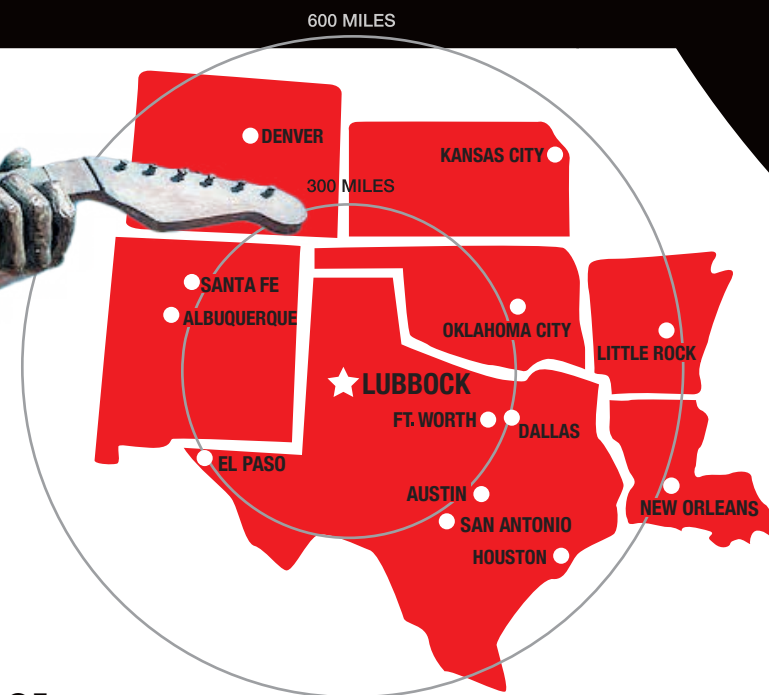 600 MILES
DENVER
KANSAS CITY
300 MILES
SANTA FE
ALBUQUERQUE
OKLAHOMA CITY
LITTLE ROCK
LUBBOCK
FT. WORTH
DALLAS
EL PASO
AUSTIN
NEW ORLEANS
SAN ANTONIO
HOUSTON